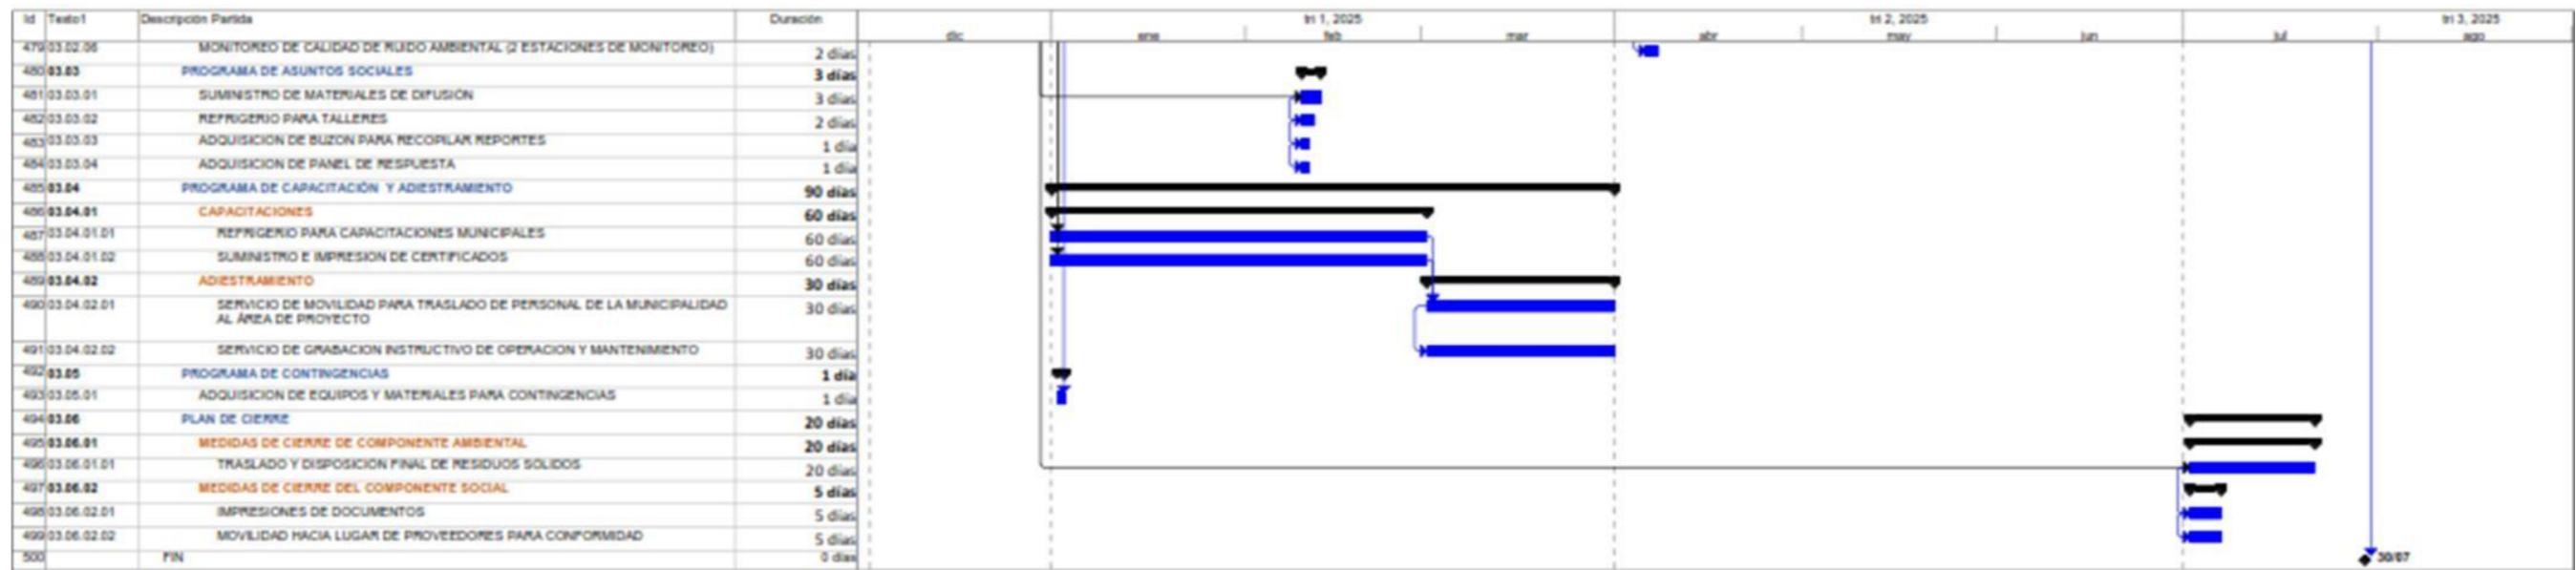 Id Texto1 Descripción Partida Duración tri 1, 2025 tri 2, 2025 tri 3, 2025
dic ene feb mar abr may jun jul ago
479 03.02.06 MONITOREO DE CALIDAD DE RUIDO AMBIENTAL (2 ESTACIONES DE MONITOREO) 2 días
480 03.03 PROGRAMA DE ASUNTOS SOCIALES 3 días
481 03.03.01 SUMINISTRO DE MATERIALES DE DIFUSIÓN 3 días
482 03.03.02 REFRIGERIO PARA TALLERES 2 días
483 03.03.03 ADQUISICION DE BUZON PARA RECOPILAR REPORTES 1 día
484 03.03.04 ADQUISICION DE PANEL DE RESPUESTA 1 día
485 03.04 PROGRAMA DE CAPACITACIÓN Y ADIESTRAMIENTO 90 días
486 03.04.01 CAPACITACIONES 60 días
487 03.04.01.01 REFRIGERIO PARA CAPACITACIONES MUNICIPALES 60 días
488 03.04.01.02 SUMINISTRO E IMPRESION DE CERTIFICADOS 60 días
489 03.04.02 ADIESTRAMIENTO 30 días
490 03.04.02.01 SERVICIO DE MOVILIDAD PARA TRASLADO DE PERSONAL DE LA MUNICIPALIDAD 30 días
AL ÁREA DE PROYECTO
491 03.04.02.02 SERVICIO DE GRABACION INSTRUCTIVO DE OPERACION Y MANTENIMIENTO 30 días
492 03.05 PROGRAMA DE CONTINGENCIAS 1 día
493 03.05.01 ADQUISICION DE EQUIPOS Y MATERIALES PARA CONTINGENCIAS 1 día
494 03.06 PLAN DE CIERRE 20 días
495 03.06.01 MEDIDAS DE CIERRE DE COMPONENTE AMBIENTAL 20 días
496 03.06.01.01 TRASLADO Y DISPOSICION FINAL DE RESIDUOS SOLIDOS 20 días
497 03.06.02 MEDIDAS DE CIERRE DEL COMPONENTE SOCIAL 5 días
498 03.06.02.01 IMPRESIONES DE DOCUMENTOS 5 días
499 03.06.02.02 MOVILIDAD HACIA LUGAR DE PROVEEDORES PARA CONFORMIDAD 5 días
500 FIN 0 días 30/07